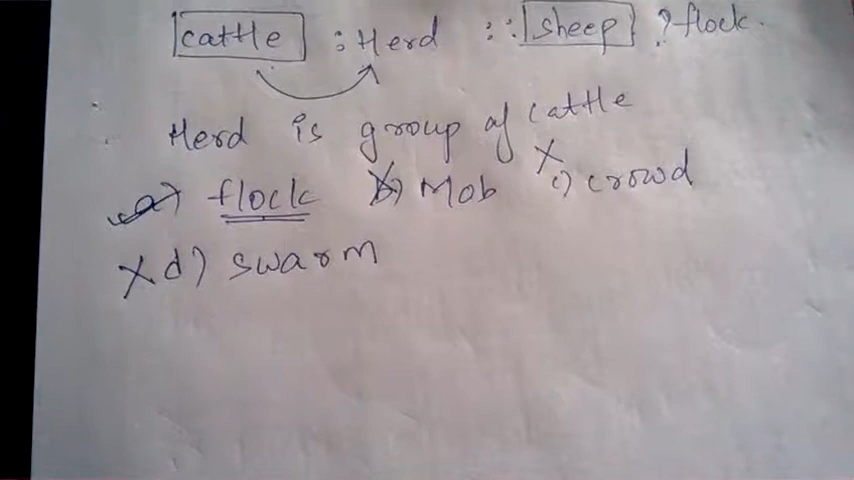 cattle : Herd :: sheep ? flock.
Herd is group of cattle
a) flock b) Mob c) crowd
d) swarm